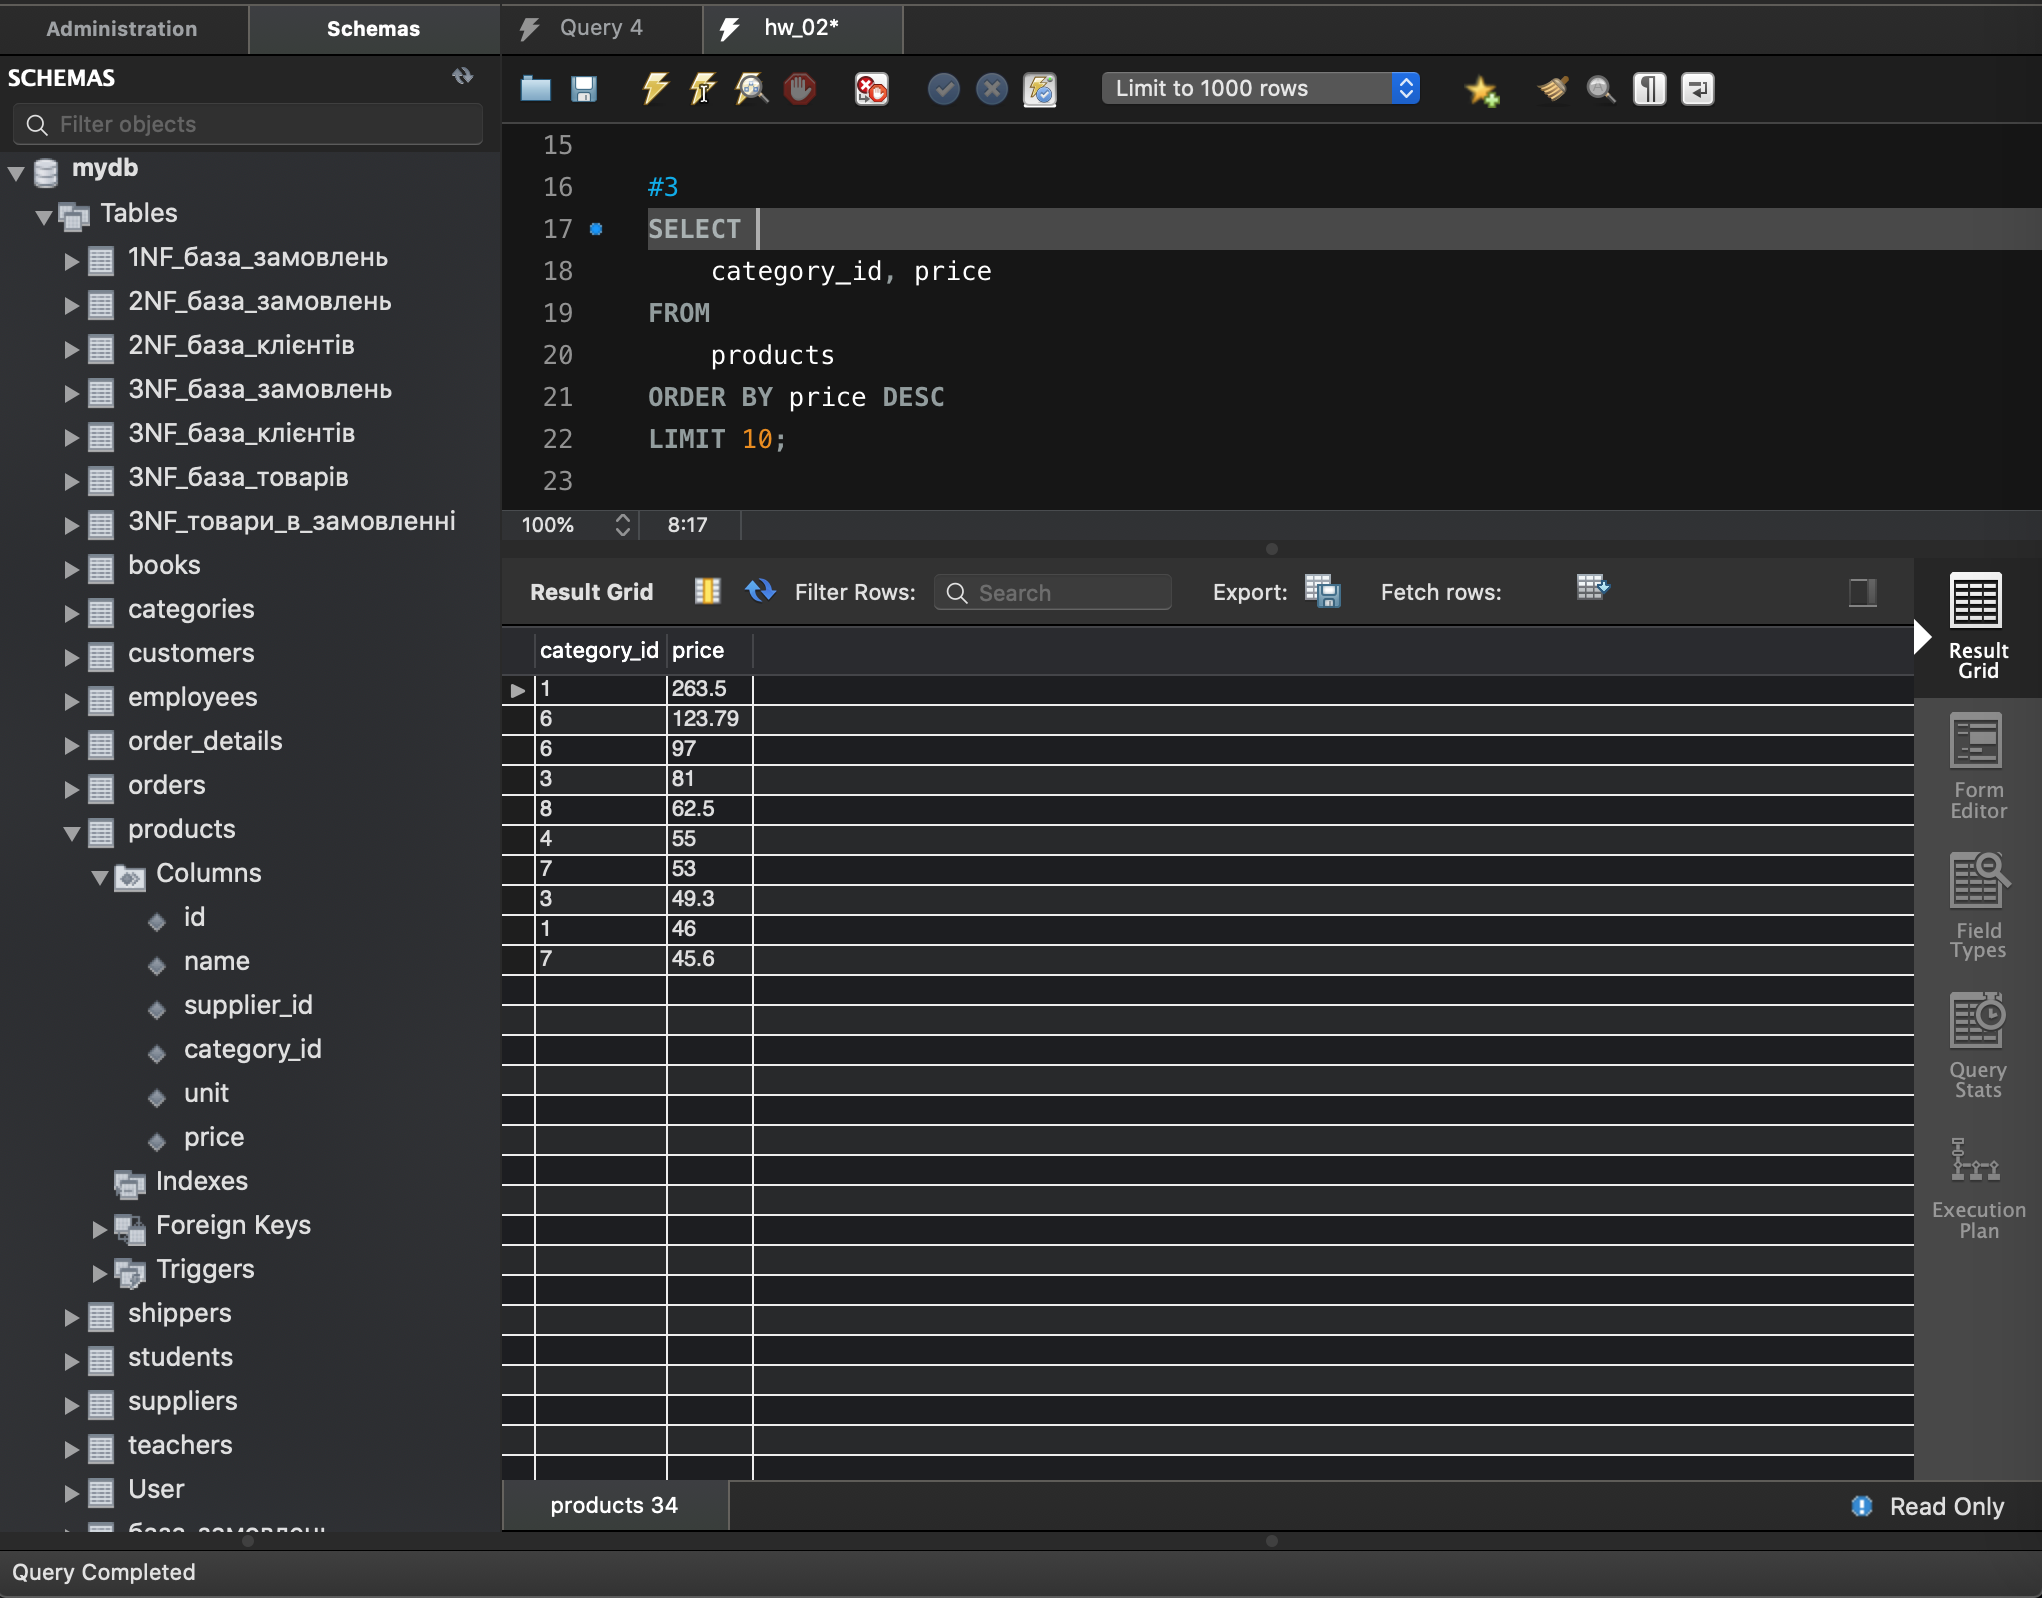 Administration
Schemas
Query 4
hw_02*
SCHEMAS
Filter objects
Limit to 1000 rows
mydb
Tables
1NF_база_замовлень
2NF_база_замовлень
2NF_база_клієнтів
3NF_база_замовлень
3NF_база_клієнтів
3NF_база_товарів
3NF_товари_в_замовленні
books
categories
customers
employees
order_details
orders
products
Columns
id
name
supplier_id
category_id
unit
price
Indexes
Foreign Keys
Triggers
shippers
students
suppliers
teachers
User
15
16 #3
17 SELECT
18 category_id, price
19 FROM
20 products
21 ORDER BY price DESC
22 LIMIT 10;
23
100% 8:17
Result Grid Filter Rows: Search Export: Fetch rows:
category_id price
1 263.5
6 123.79
6 97
3 81
8 62.5
4 55
7 53
3 49.3
1 46
7 45.6
Result
Grid
Form
Editor
Field
Types
Query
Stats
Execution
Plan
products 34
Read Only
Query Completed